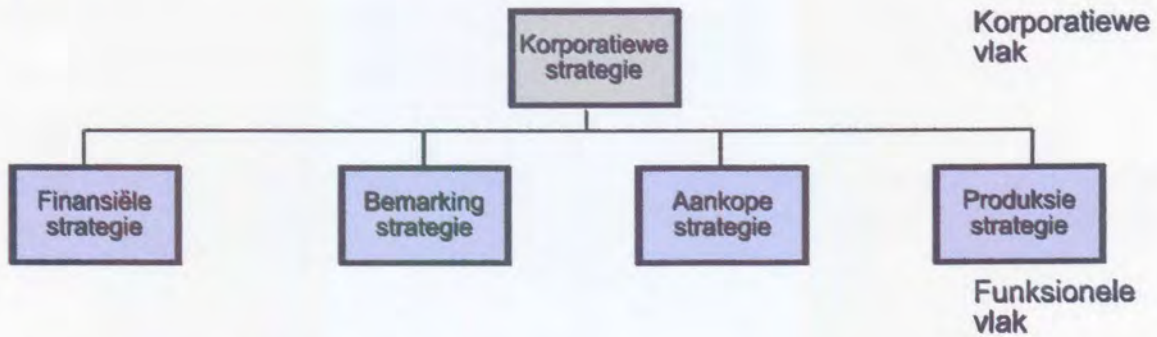 Korporatiewe
vlak
Korporatiewe
strategie
Finansiële
strategie
Bemarking
strategie
Aankope
strategie
Produksie
strategie
Funksionele
vlak